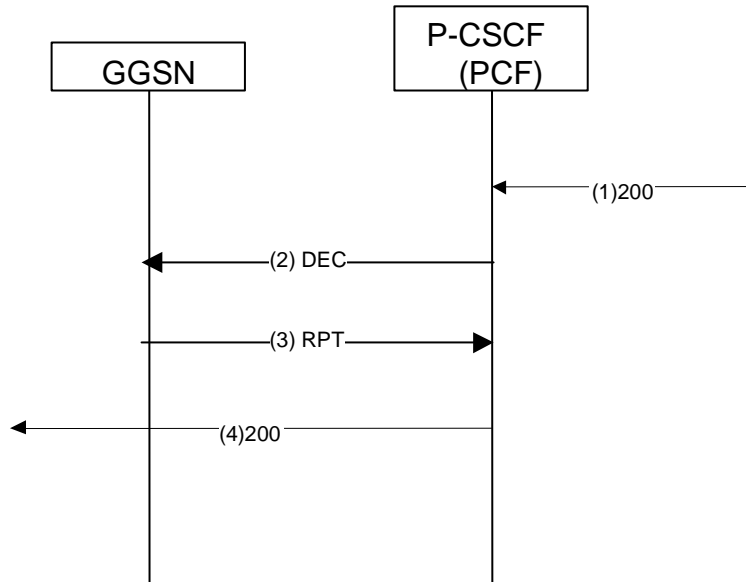 P-CSCF
(PCF)
GGSN
(1)200
(2) DEC
(3) RPT
(4)200